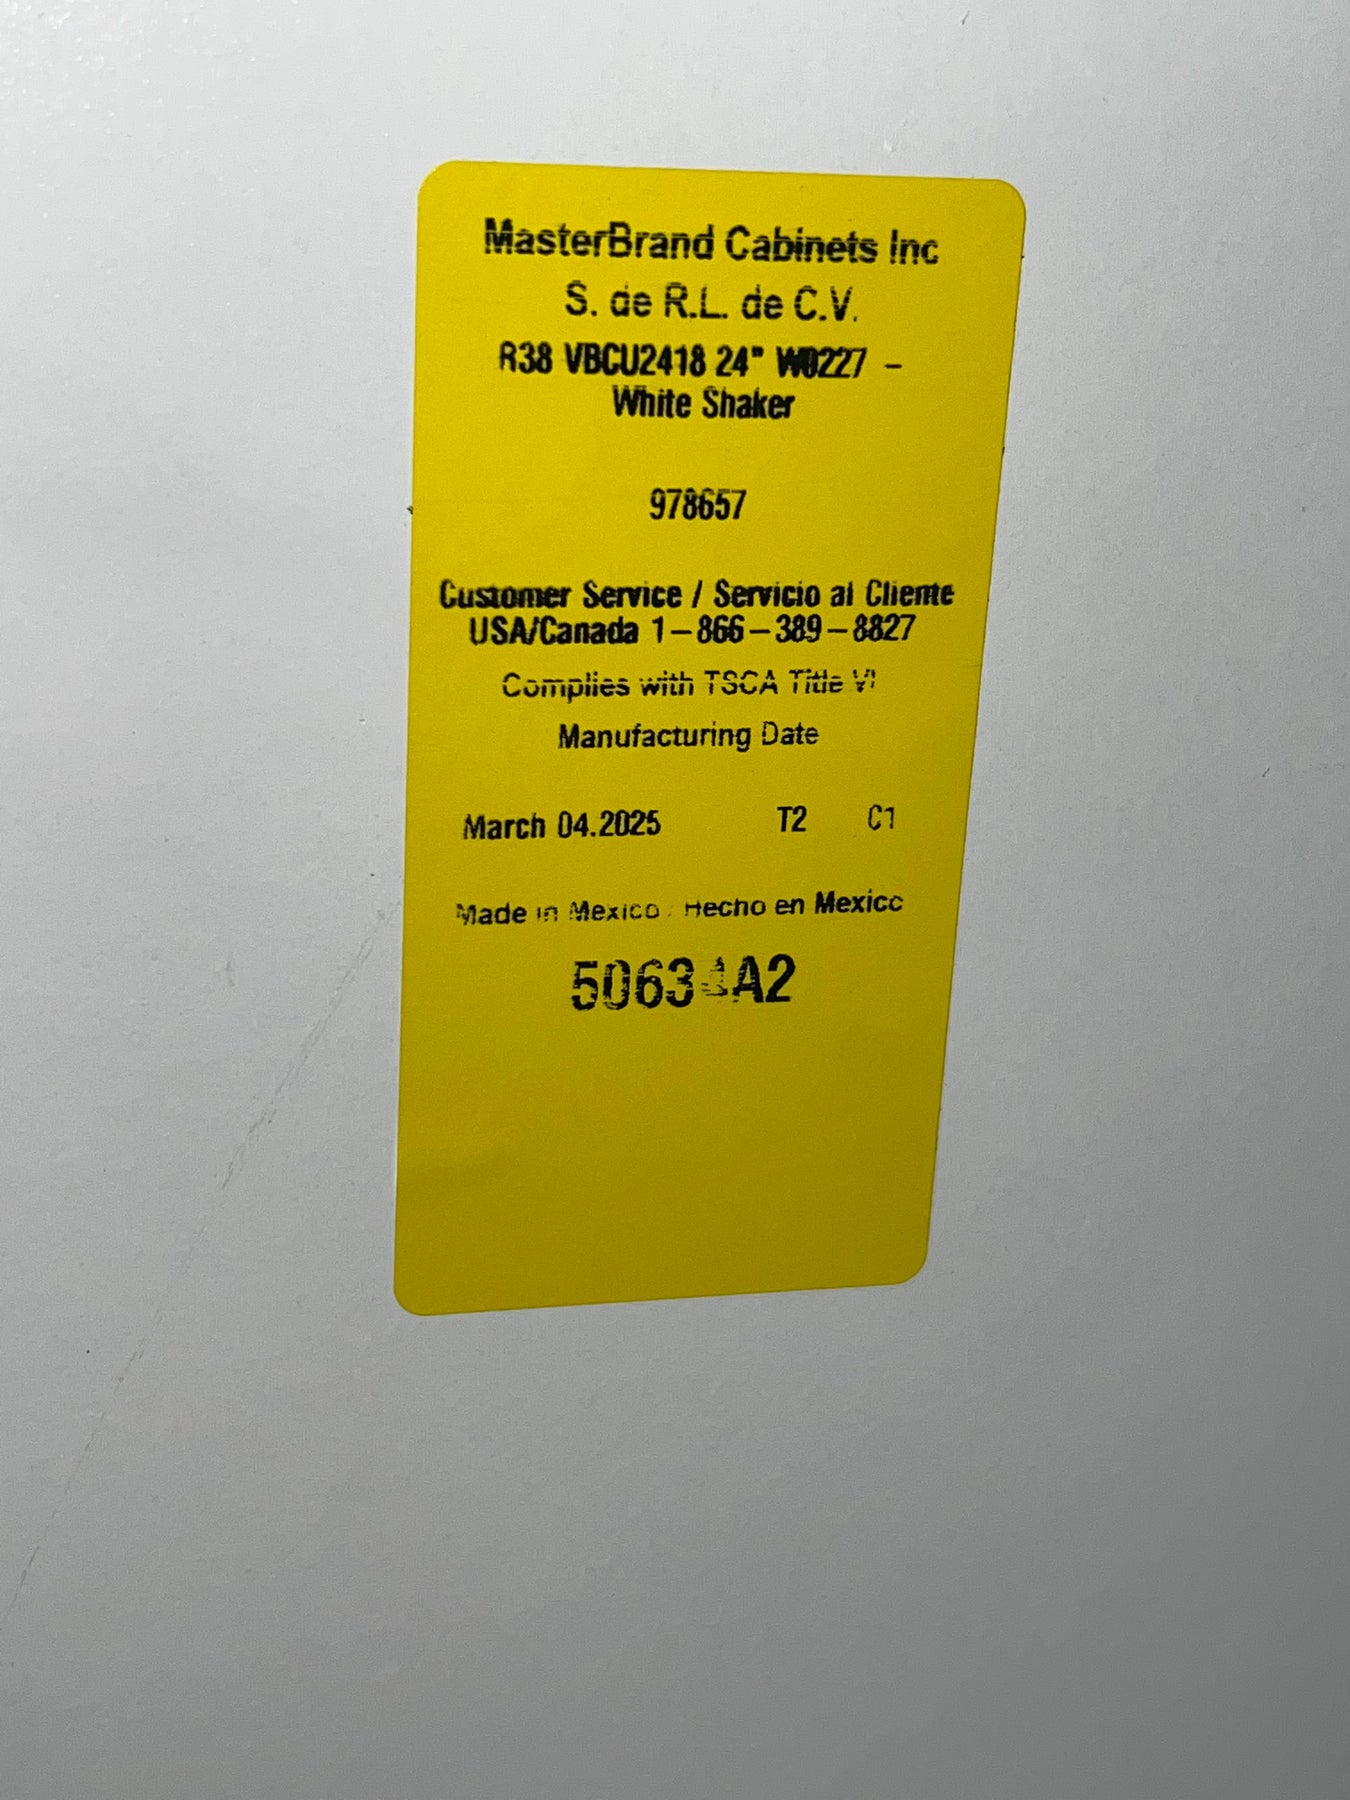 MasterBrand Cabinets Inc
S. de R.L. de C.V.
R38 VBCU2418 24" W0227 -
White Shaker
978657
Customer Service / Servicio al Cliente
USA/Canada 1-866-389-8827
Complies with TSCA Title VI
Manufacturing Date
March 04.2025 T2 C1
Made in Mexico / Hecho en Mexico